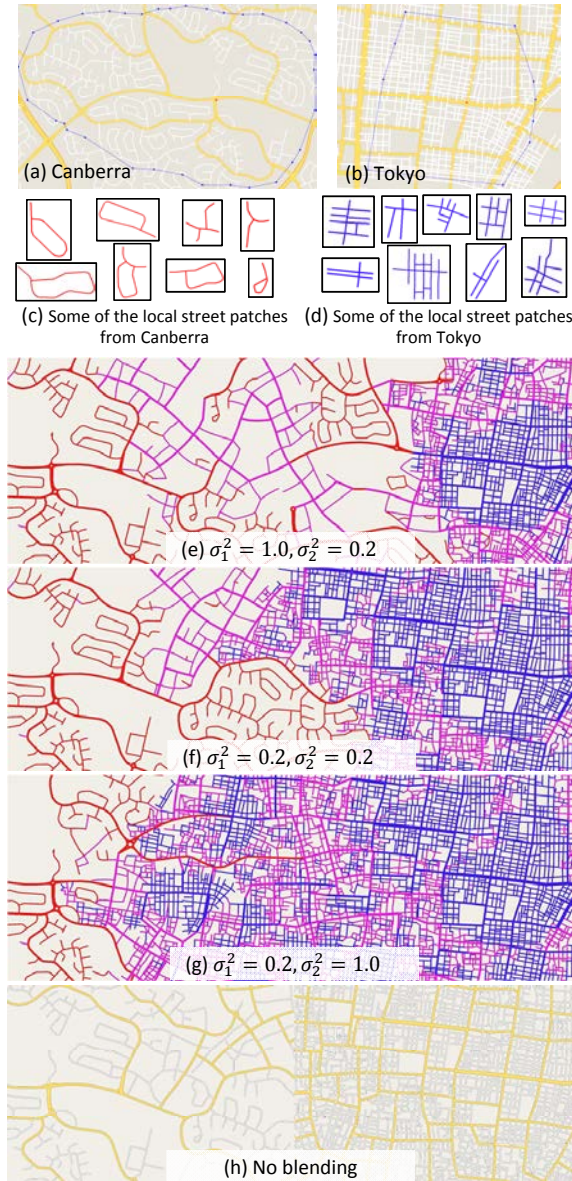 (a) Canberra
(b) Tokyo
(c) Some of the local street patches
from Canberra
(d) Some of the local street patches
from Tokyo
(e) σ₁² = 1.0, σ₂² = 0.2
(f) σ₁² = 0.2, σ₂² = 0.2
(g) σ₁² = 0.2, σ₂² = 1.0
(h) No blending